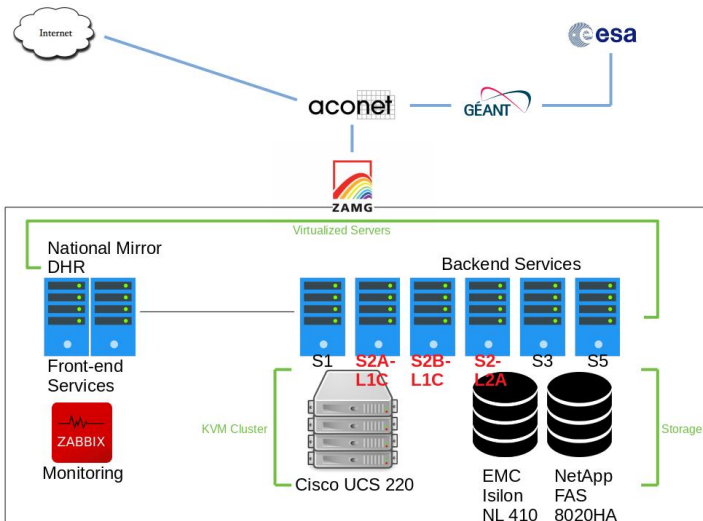 Internet
esa
aconet
GÉANT
ZAMG
Virtualized Servers
National Mirror
DHR
Backend Services
Front-end
Services
S1
S2A-
L1C
S2B-
L1C
S2-
L2A
S3
S5
ZABBIX
Monitoring
KVM Cluster
Cisco UCS 220
Storage
EMC
Isilon
NL 410
NetApp
FAS
8020HA